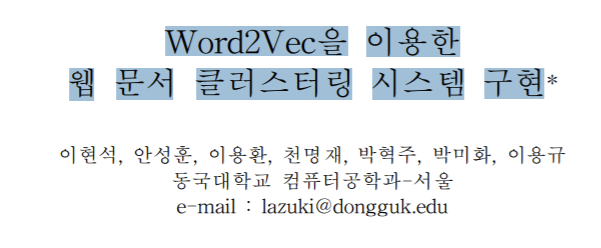 Word2Vec을 이용한
웹 문서 클러스터링 시스템 구현*
이현석, 안성훈, 이용환, 천명재, 박혁주, 박미화, 이용규
동국대학교 컴퓨터공학과-서울
e-mail : lazuki@dongguk.edu